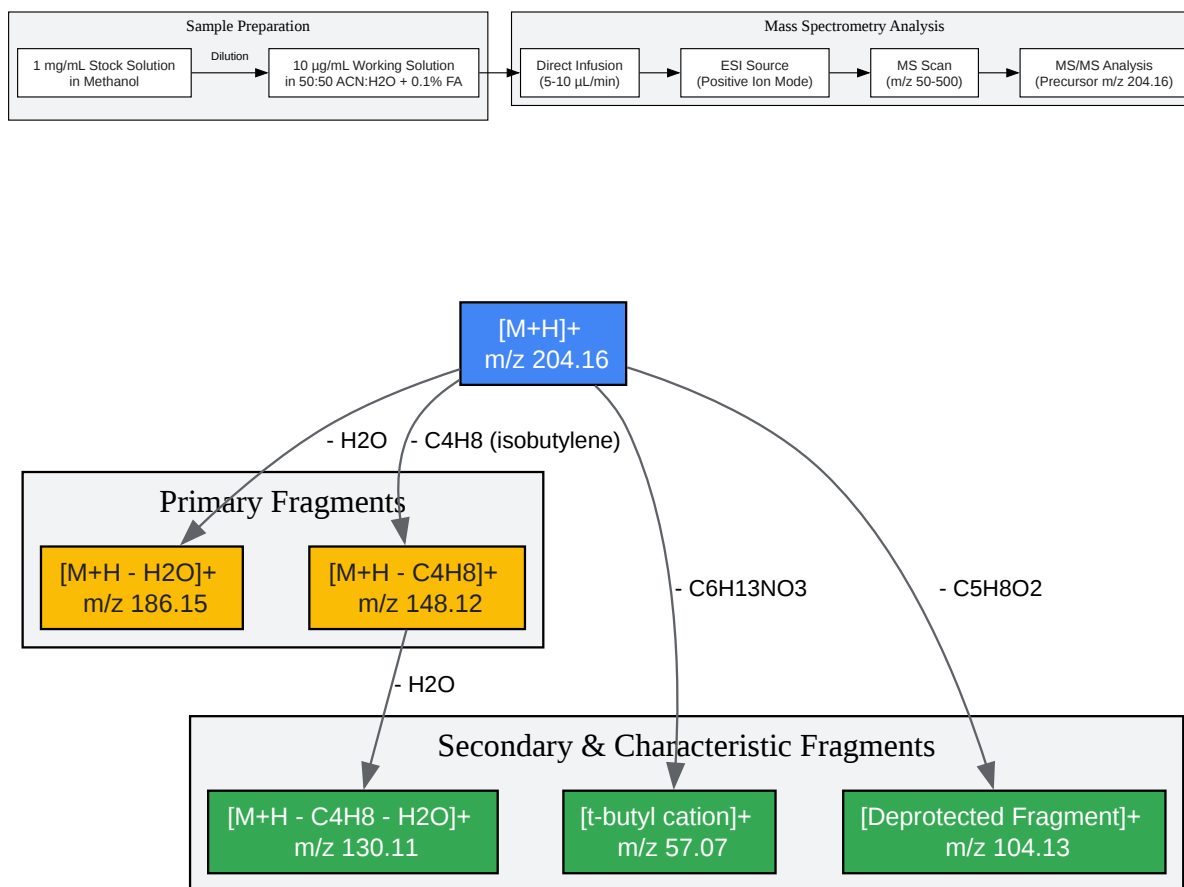 Sample Preparation
1 mg/mL Stock Solution
in Methanol
Dilution
10 µg/mL Working Solution
in 50:50 ACN:H2O + 0.1% FA
Mass Spectrometry Analysis
Direct Infusion
(5-10 µL/min)
ESI Source
(Positive Ion Mode)
MS Scan
(m/z 50-500)
MS/MS Analysis
(Precursor m/z 204.16)
[M+H]+
m/z 204.16
- H2O
- C4H8 (isobutylene)
- C6H13NO3
- C5H8O2
Primary Fragments
[M+H - H2O]+
m/z 186.15
[M+H - C4H8]+
m/z 148.12
- H2O
Secondary & Characteristic Fragments
[M+H - C4H8 - H2O]+
m/z 130.11
[t-butyl cation]+
m/z 57.07
[Deprotected Fragment]+
m/z 104.13